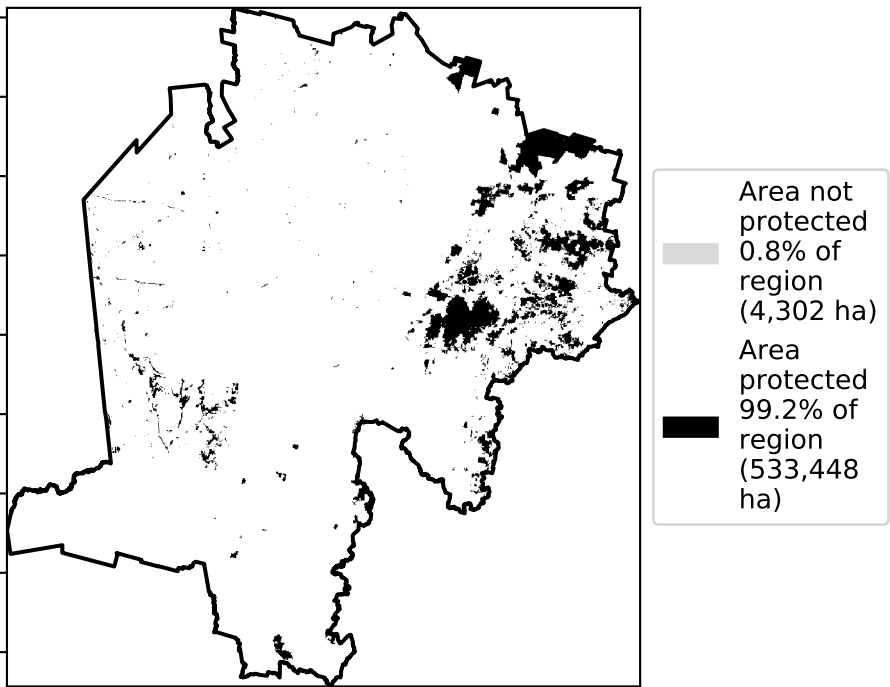 Area not
protected
0.8% of
region
(4,302 ha)
Area
protected
99.2% of
region
(533,448
ha)